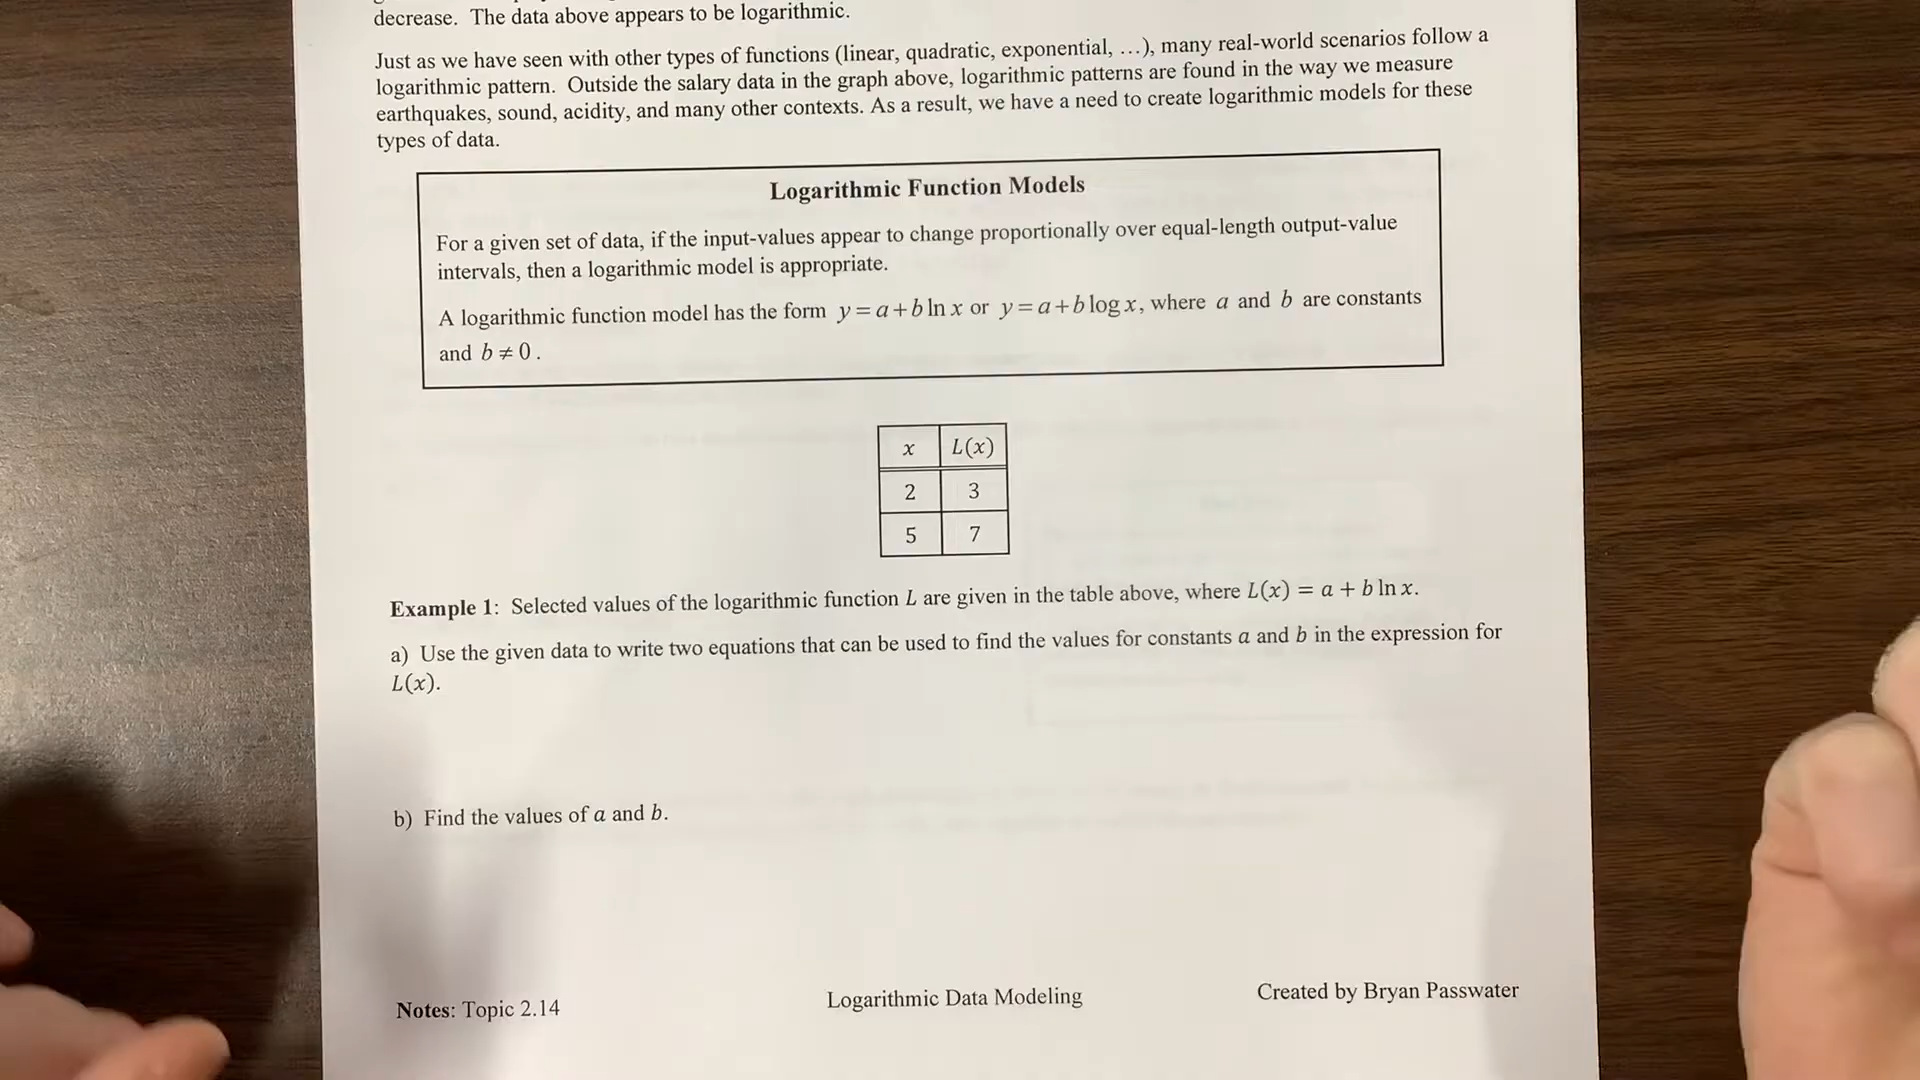 decrease. The data above appears to be logarithmic.
Just as we have seen with other types of functions (linear, quadratic, exponential, …), many real-world scenarios follow a
logarithmic pattern. Outside the salary data in the graph above, logarithmic patterns are found in the way we measure
earthquakes, sound, acidity, and many other contexts. As a result, we have a need to create logarithmic models for these
types of data.
Logarithmic Function Models
For a given set of data, if the input-values appear to change proportionally over equal-length output-value
intervals, then a logarithmic model is appropriate.
A logarithmic function model has the form y = a + b ln x or y = a + b log x, where a and b are constants
and b ≠ 0.
x L(x)
2 3
5 7
Example 1: Selected values of the logarithmic function L are given in the table above, where L(x) = a + b ln x.
a) Use the given data to write two equations that can be used to find the values for constants a and b in the expression for
L(x).
b) Find the values of a and b.
Notes: Topic 2.14 Logarithmic Data Modeling Created by Bryan Passwater